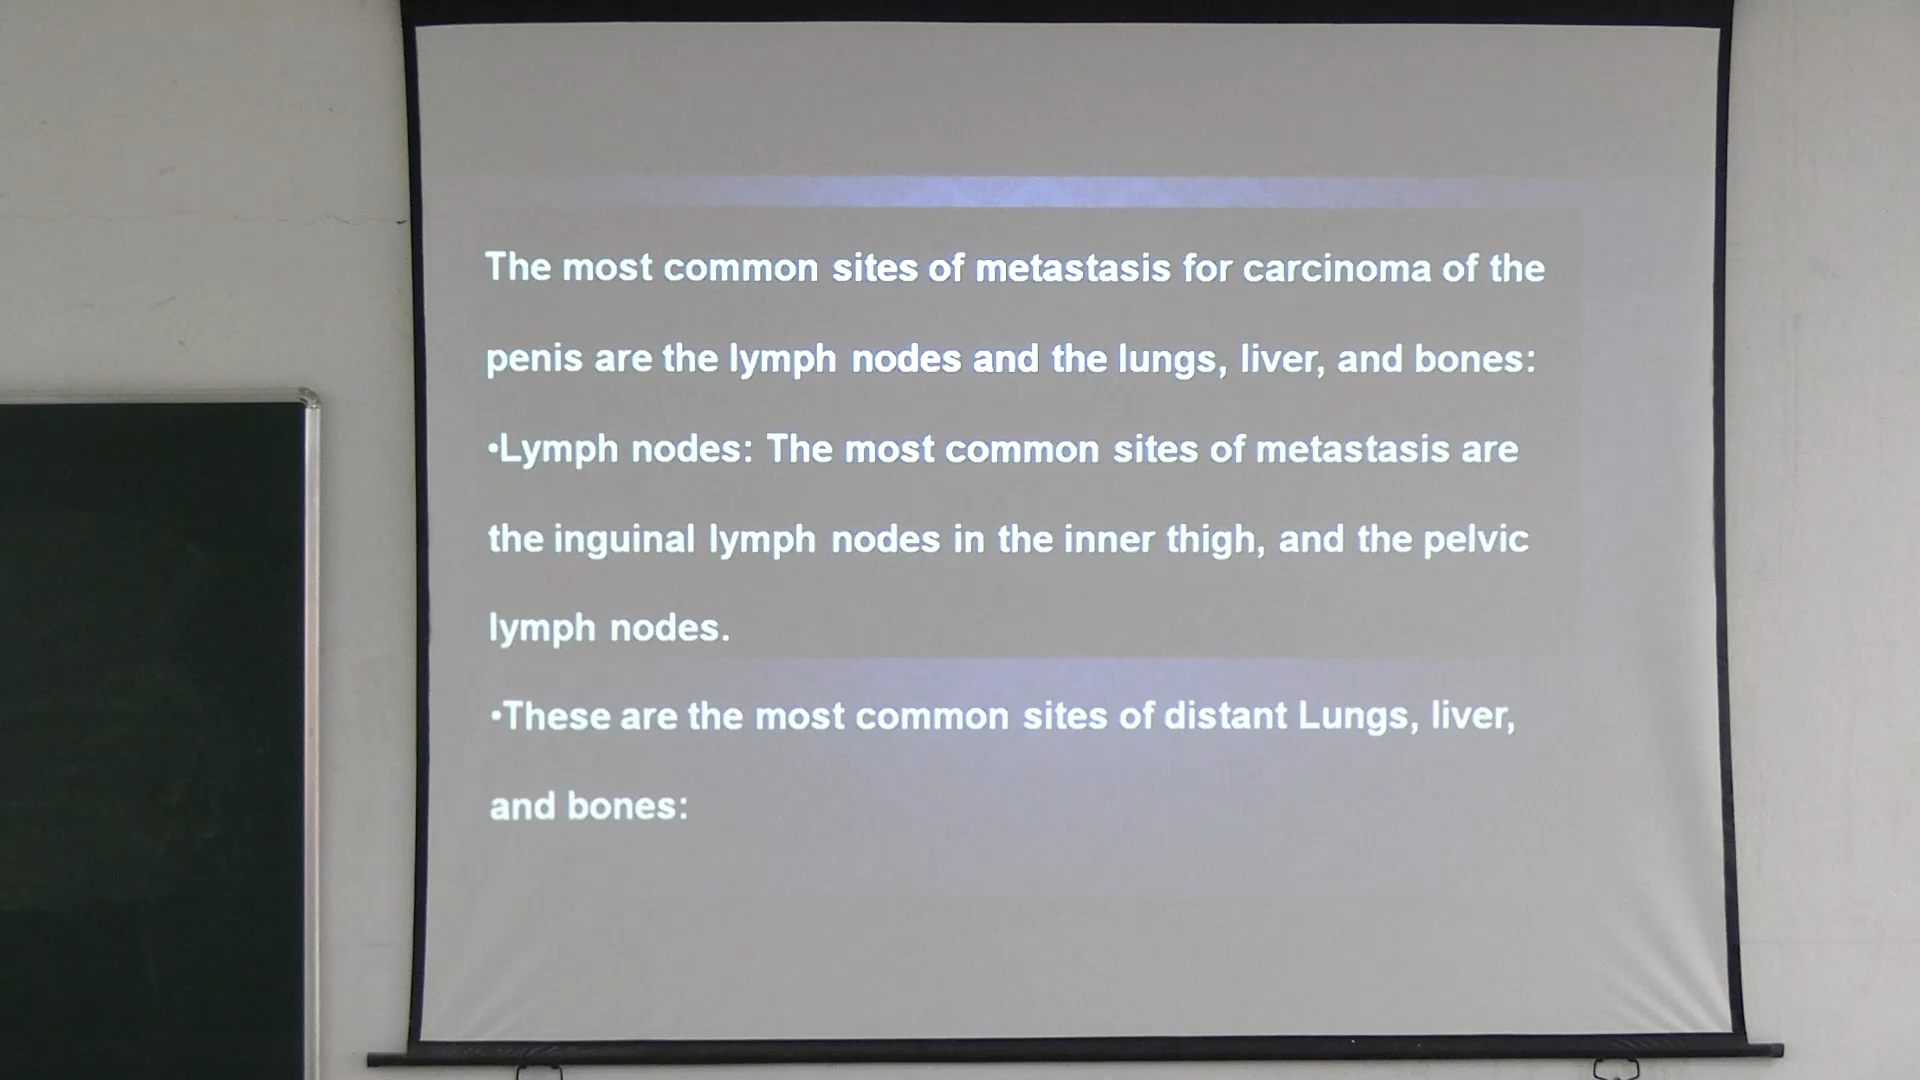 The most common sites of metastasis for carcinoma of the
penis are the lymph nodes and the lungs, liver, and bones:
•Lymph nodes: The most common sites of metastasis are
the inguinal lymph nodes in the inner thigh, and the pelvic
lymph nodes.
•These are the most common sites of distant Lungs, liver,
and bones: